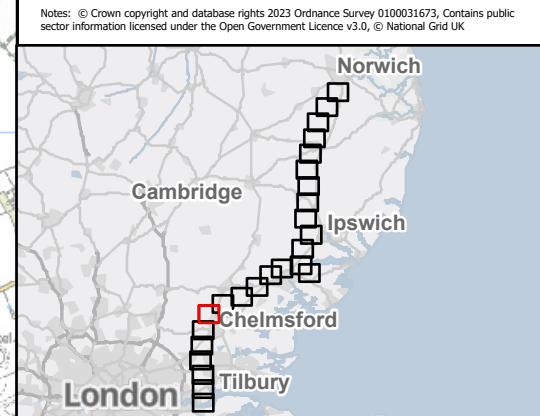 Notes: © Crown copyright and database rights 2023 Ordnance Survey 0100031673, Contains public
sector information licensed under the Open Government Licence v3.0, © National Grid UK
Norwich
Cambridge
Ipswich
Chelmsford
Tilbury
London